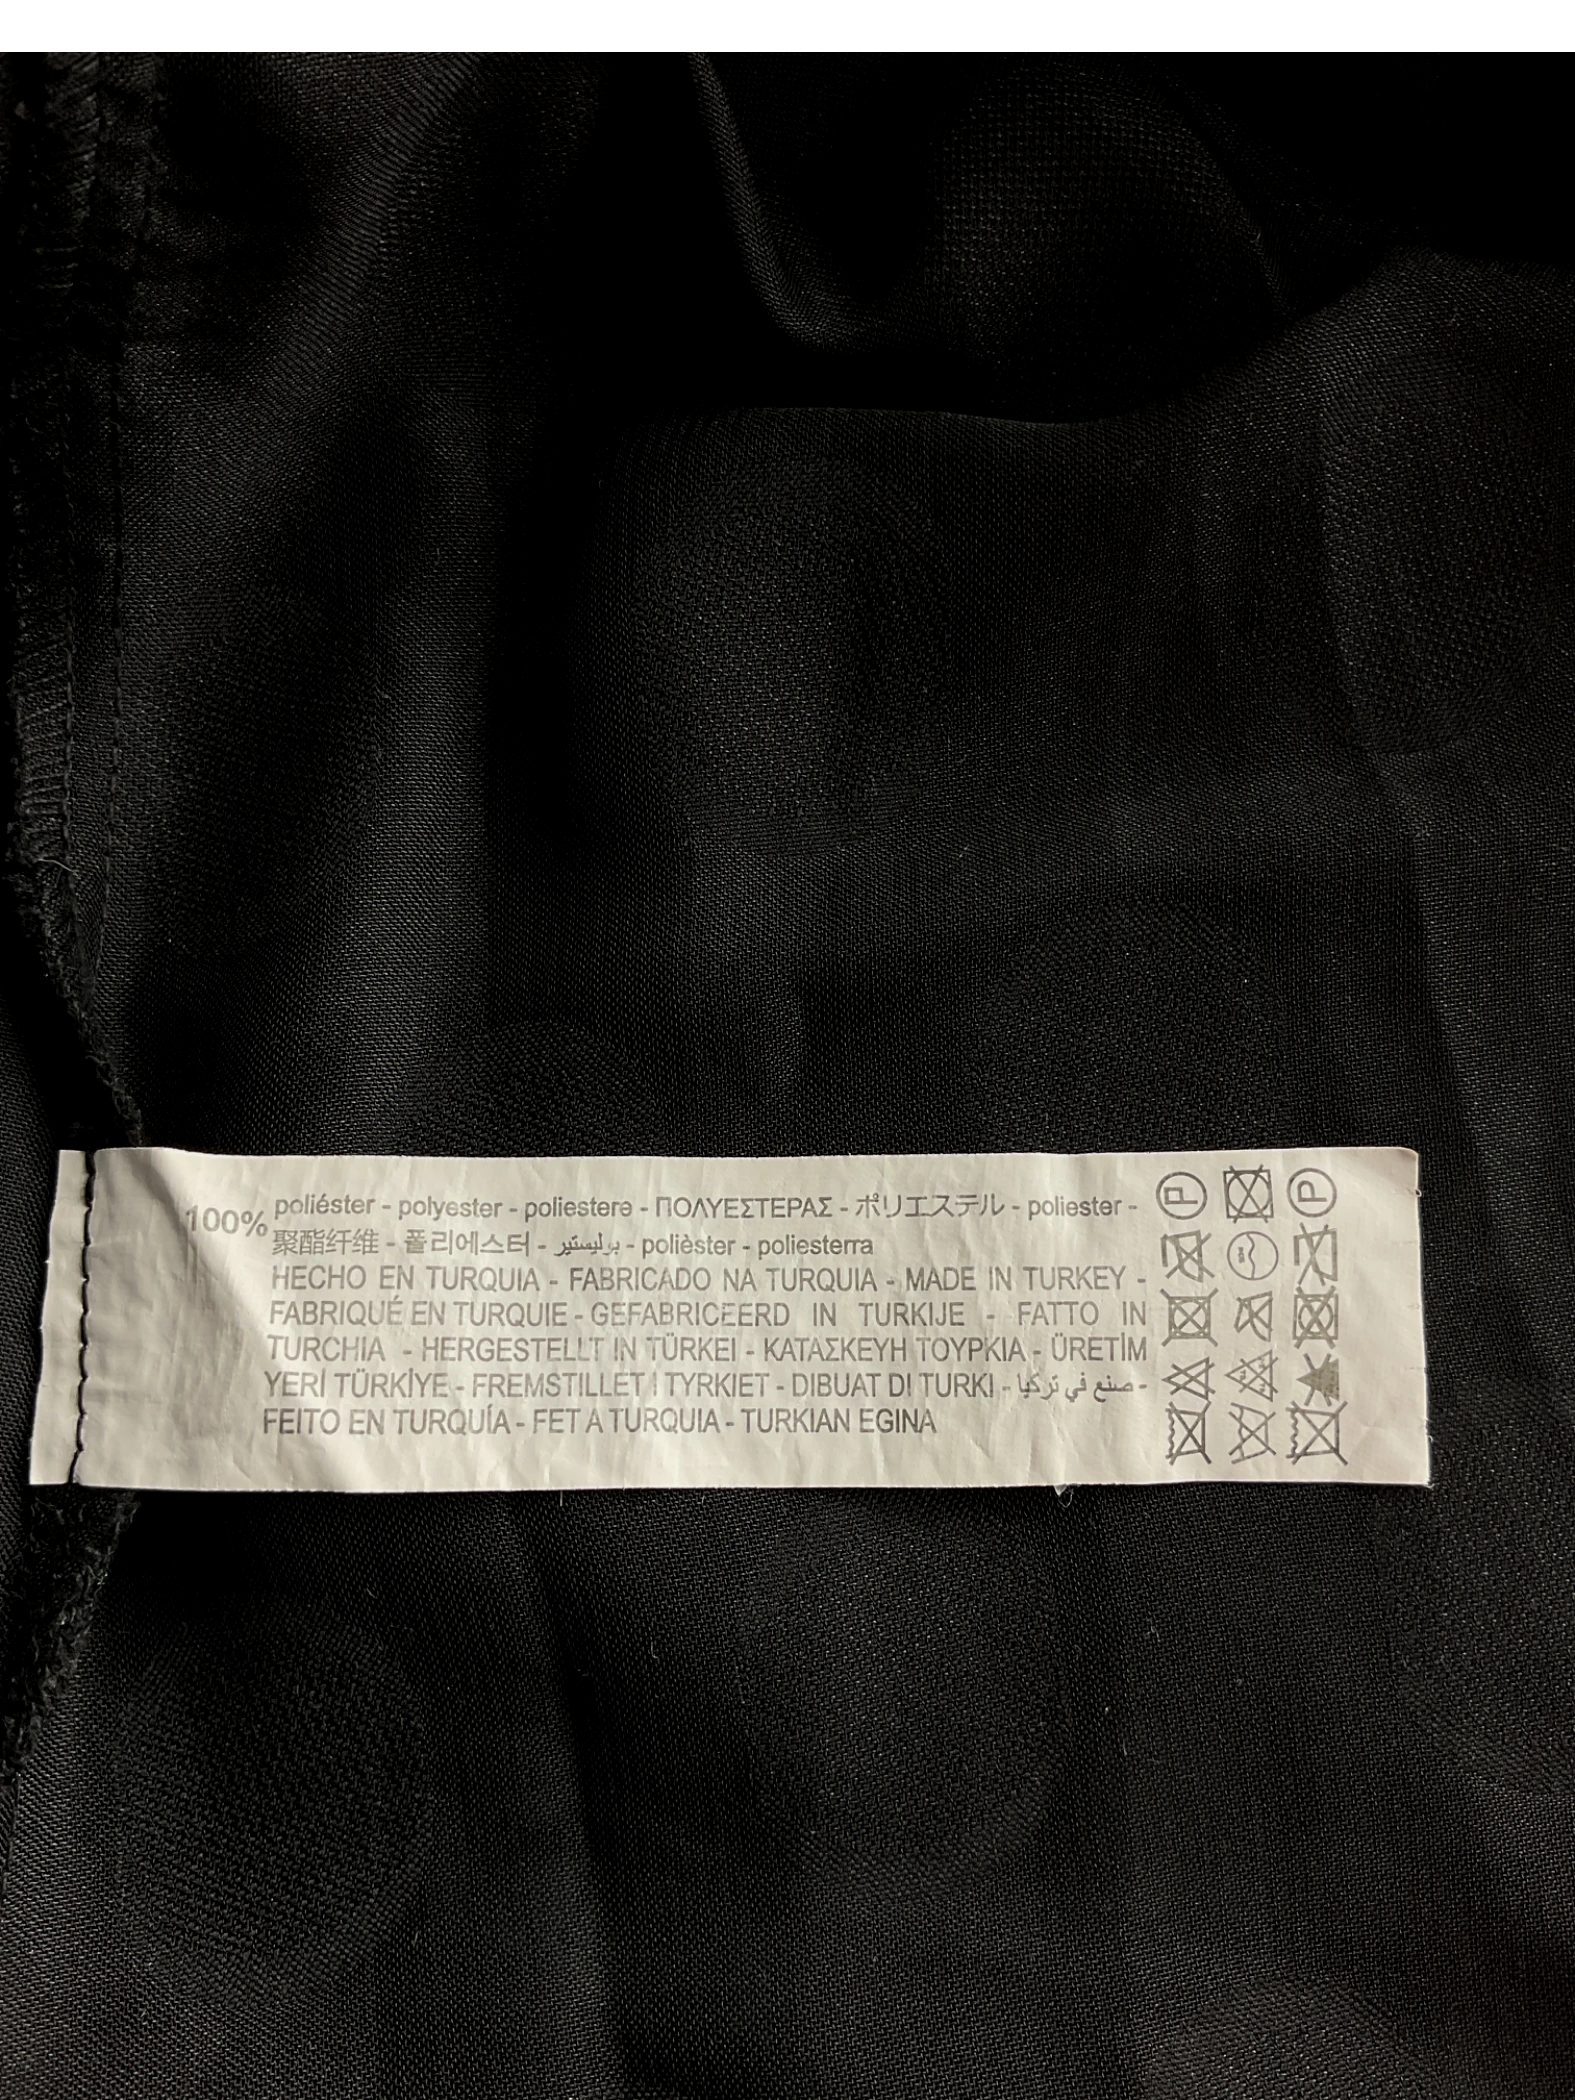 100% poliéster - polyester - poliestere - ΠΟΛΥΕΣΤΕΡΑΣ - ポリエステル - poliester -
聚酯纤维 - 폴리에스터 - بوليستير - polièster - poliesterra
HECHO EN TURQUIA - FABRICADO NA TURQUIA - MADE IN TURKEY -
FABRIQUÉ EN TURQUIE - GEFABRICEERD IN TURKIJE - FATTO IN
TURCHIA - HERGESTELLT IN TÜRKEI - ΚΑΤΑΣΚΕΥΗ ΤΟΥΡΚΙΑ - ÜRETİM
YERİ TÜRKİYE - FREMSTILLET I TYRKIET - DIBUAT DI TURKI - صنع في تركيا -
FEITO EN TURQUÍA - FET A TURQUIA - TURKIAN EGINA
P P